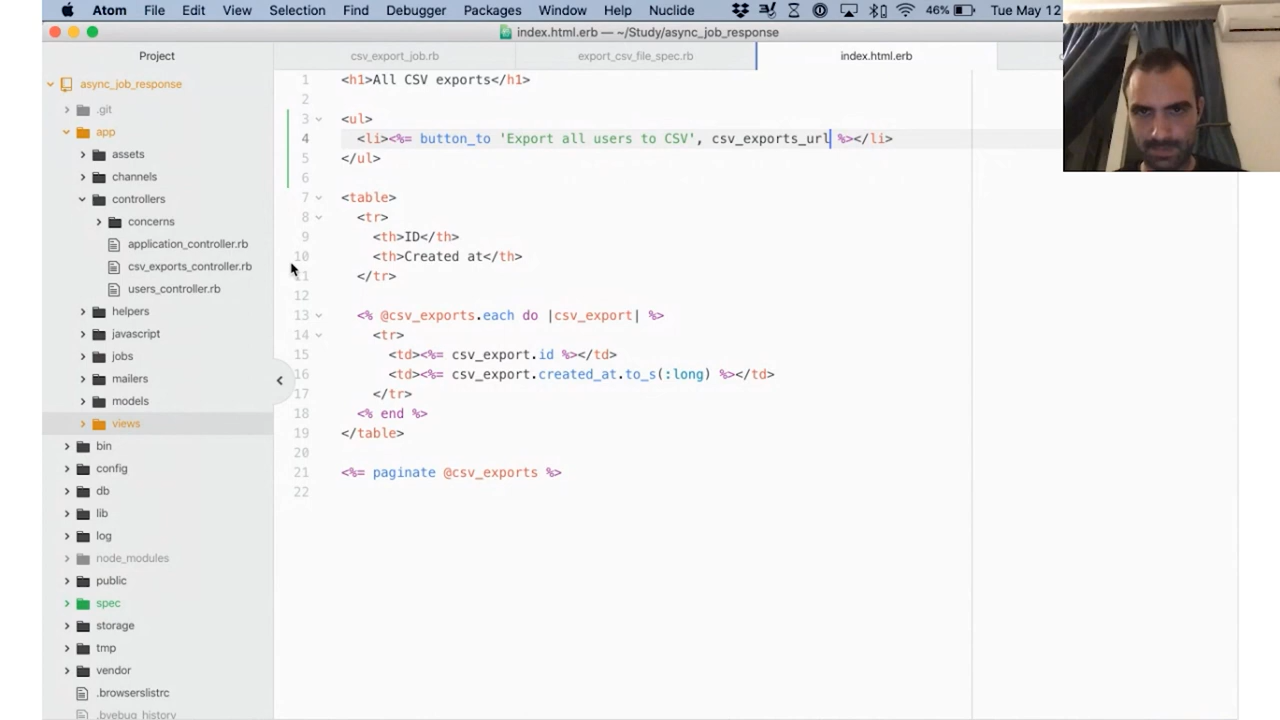 Atom File Edit View Selection Find Debugger Packages Window Help Nuclide 46% Tue May 12
index.html.erb — ~/Study/async_job_response
Project
csv_export_job.rb
export_csv_file_spec.rb
index.html.erb
async_job_response
.git
app
assets
channels
controllers
concerns
application_controller.rb
csv_exports_controller.rb
users_controller.rb
helpers
javascript
jobs
mailers
models
views
bin
config
db
lib
log
node_modules
public
spec
storage
tmp
vendor
.browserslistrc
.byebug_history
1 <h1>All CSV exports</h1>
2
3 <ul>
4 <li><%= button_to 'Export all users to CSV', csv_exports_url %></li>
5 </ul>
6
7 <table>
8 <tr>
9 <th>ID</th>
10 <th>Created at</th>
11 </tr>
12
13 <% @csv_exports.each do |csv_export| %>
14 <tr>
15 <td><%= csv_export.id %></td>
16 <td><%= csv_export.created_at.to_s(:long) %></td>
17 </tr>
18 <% end %>
19 </table>
20
21 <%= paginate @csv_exports %>
22